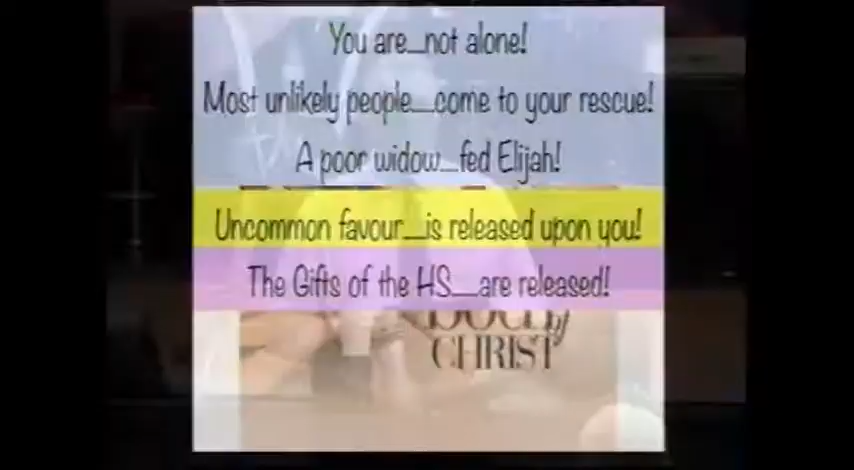 You are....not alone!
Most unlikely people.....come to your rescue!
A poor widow....fed Elijah!
Uncommon favour.....is released upon you!
The Gifts of the HS.....are released!
of
CHRIST